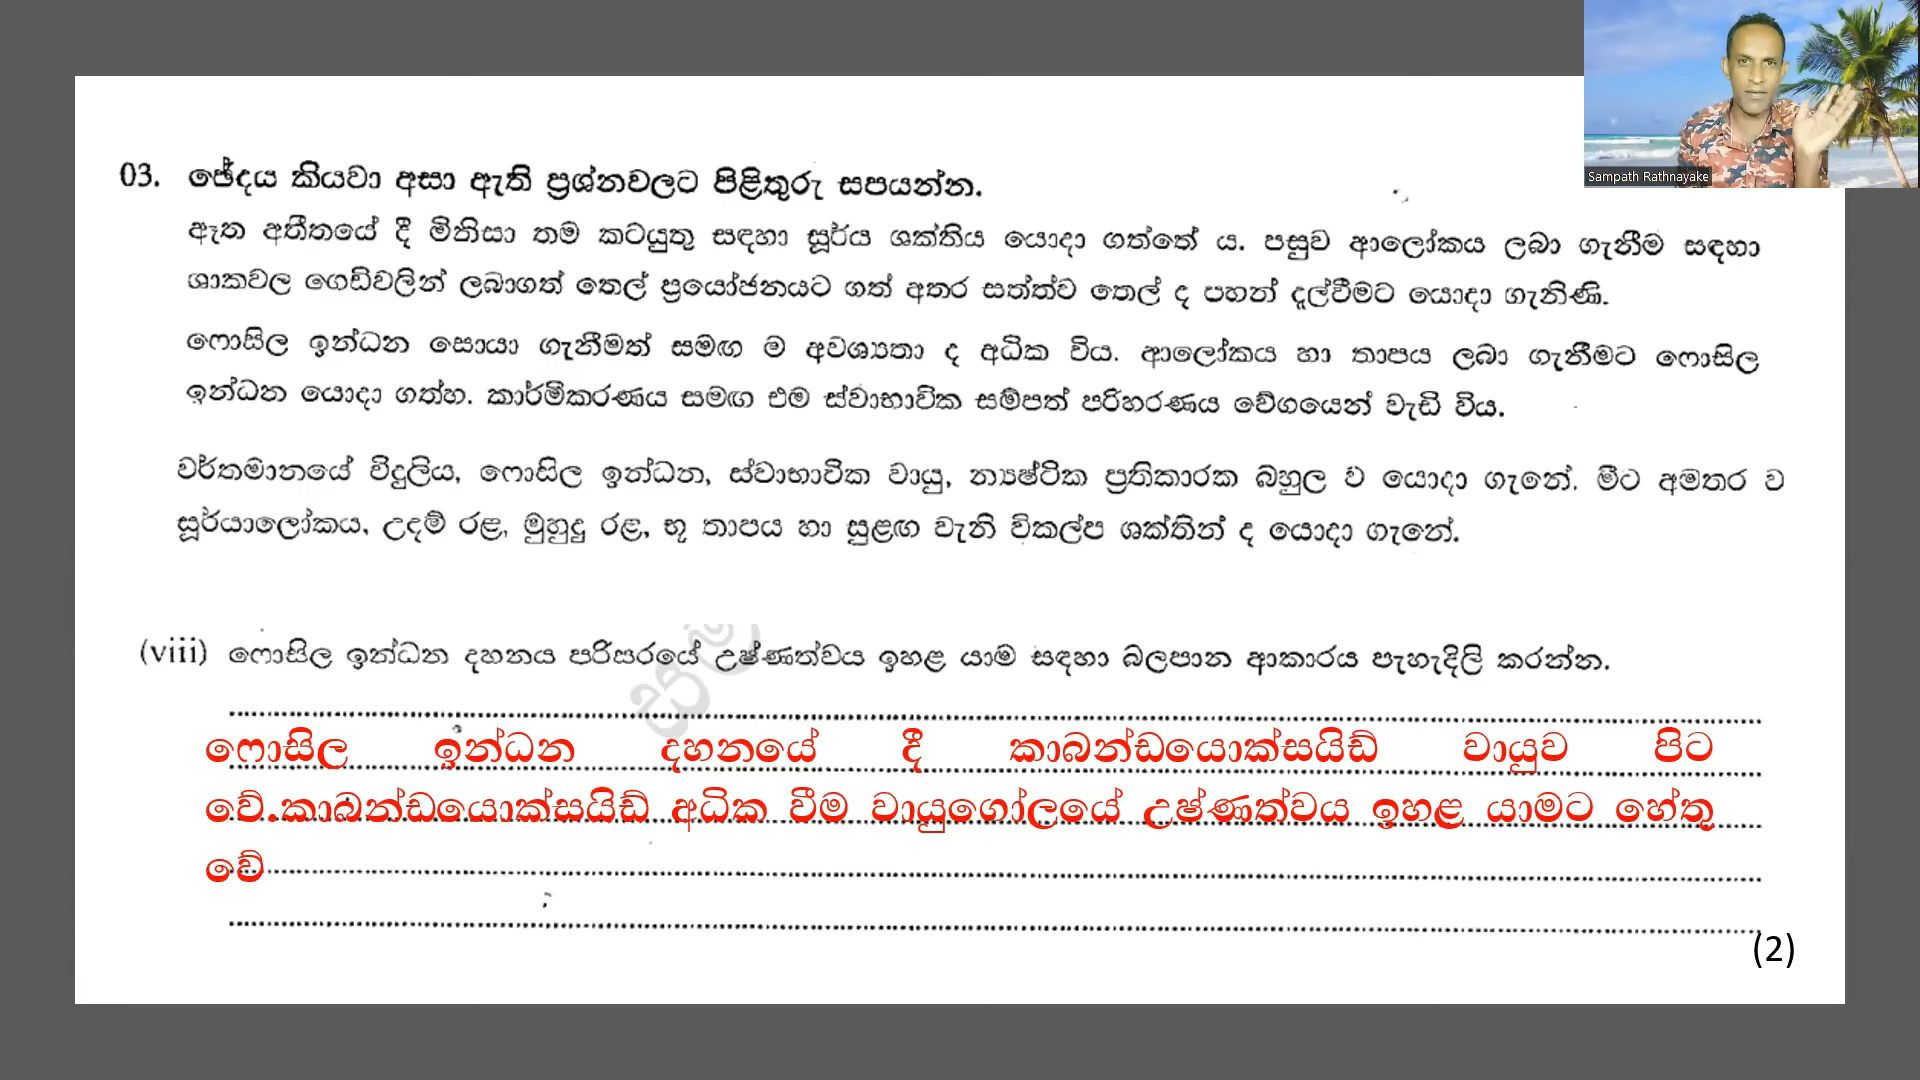 Sampath Rathnayake
03. ඡේදය කියවා අසා ඇති ප්‍රශ්නවලට පිළිතුරු සපයන්න.
ඈත අතීතයේ දී මිනිසා තම කටයුතු සඳහා සූර්ය ශක්තිය යොදා ගත්තේ ය. පසුව ආලෝකය ලබා ගැනීම සඳහා
ශාකවල ගෙඩිවලින් ලබාගත් තෙල් ප්‍රයෝජනයට ගත් අතර සත්ත්ව තෙල් ද පහන් දැල්වීමට යොදා ගැනිණි.
ෆොසිල ඉන්ධන සොයා ගැනීමත් සමඟ ම අවශ්‍යතා ද අධික විය. ආලෝකය හා තාපය ලබා ගැනීමට ෆොසිල
ඉන්ධන යොදා ගත්හ. කාර්මීකරණය සමඟ එම ස්වාභාවික සම්පත් පරිහරණය වේගයෙන් වැඩි විය.
වර්තමානයේ විදුලිය, ෆොසිල ඉන්ධන, ස්වාභාවික වායු, න්‍යෂ්ටික ප්‍රතිකාරක බහුල ව යොදා ගැනේ. මීට අමතර ව
සූර්යාලෝකය, උදම් රළ, මුහුදු රළ, භූ තාපය හා සුළඟ වැනි විකල්ප ශක්තින් ද යොදා ගැනේ.
(viii) ෆොසිල ඉන්ධන දහනය පරිසරයේ උෂ්ණත්වය ඉහළ යාම සඳහා බලපාන ආකාරය පැහැදිලි කරන්න.
ෆොසිල ඉන්ධන දහනයේ දී කාබන්ඩයොක්සයිඩ් වායුව පිට
වේ.කාබන්ඩයොක්සයිඩ් අධික වීම වායුගෝලයේ උෂ්ණත්වය ඉහළ යාමට හේතු
වේ
(2)